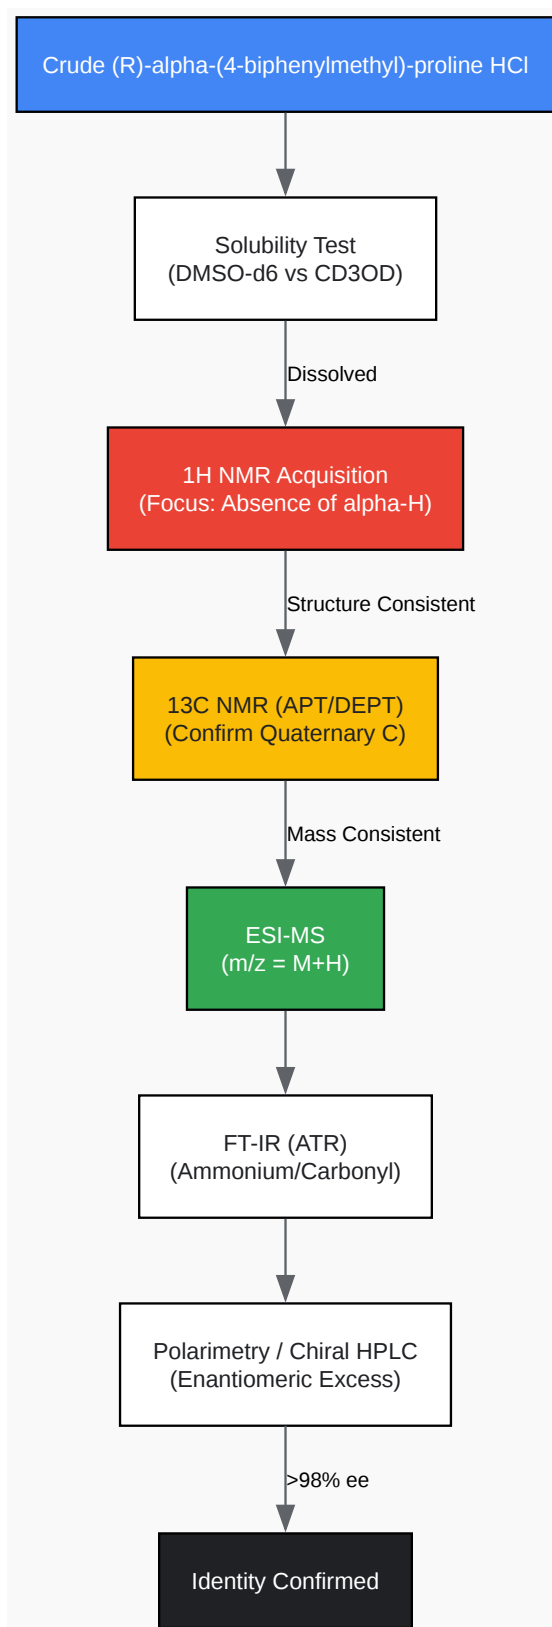 Crude (R)-alpha-(4-biphenylmethyl)-proline HCl
Solubility Test
(DMSO-d6 vs CD3OD)
Dissolved
1H NMR Acquisition
(Focus: Absence of alpha-H)
Structure Consistent
13C NMR (APT/DEPT)
(Confirm Quaternary C)
Mass Consistent
ESI-MS
(m/z = M+H)
FT-IR (ATR)
(Ammonium/Carbonyl)
Polarimetry / Chiral HPLC
(Enantiomeric Excess)
>98% ee
Identity Confirmed